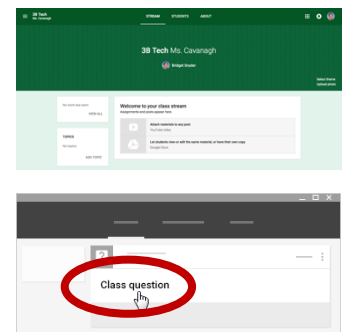 3B Tech
Ms. Cavanagh
STREAM STUDENTS ABOUT
3B Tech Ms. Cavanagh
Bridget Snyder
Select theme
Upload photo
VIEW ALL
Welcome to your class stream
Assignments and posts appear here.
Attach materials to any post
YouTube video
TOPICS
Let students view or edit the same material, or have their own copy
ADD TOPIC
?
Class question